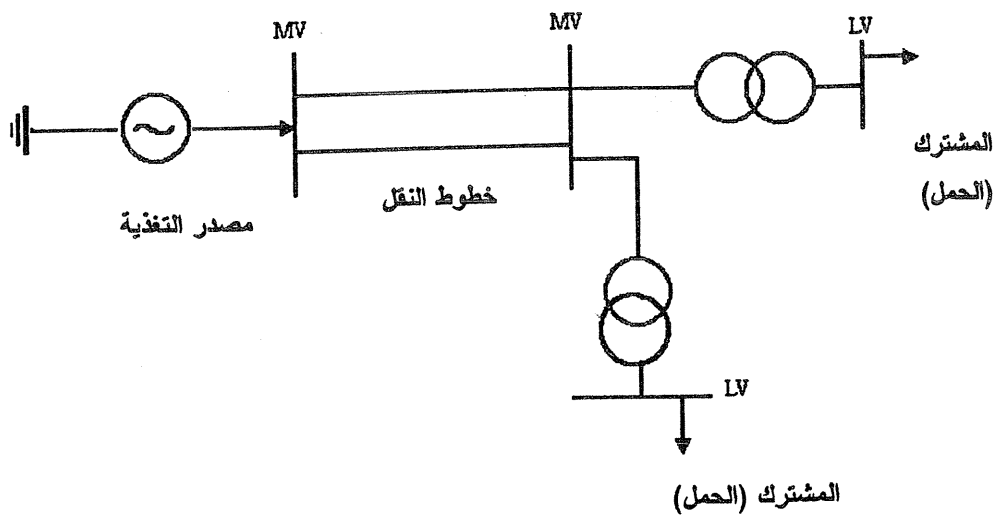 MV
MV
LV
المشترك
(الحمل)
خطوط النقل
مصدر التغذية
LV
المشترك (الحمل)